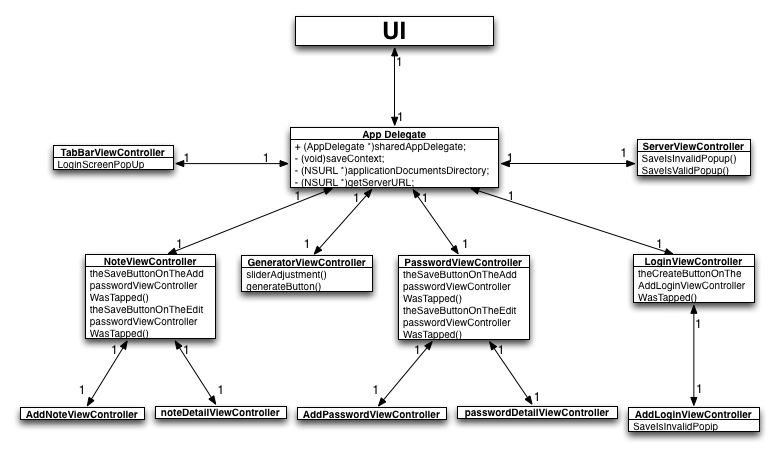 UI
1
1
App Delegate
+ (AppDelegate *)sharedAppDelegate;
- (void)saveContext;
- (NSURL *)applicationDocumentsDirectory;
- (NSURL *)getServerURL;
TabBarViewController
LoginScreenPopUp
1
1
1
1
ServerViewController
SaveIsInvalidPopup()
SaveIsValidPopup()
1
1
1
1
1
1
1
1
NoteViewController
theSaveButtonOnTheAdd
passwordViewController
WasTapped()
theSaveButtonOnTheEdit
passwordViewController
WasTapped()
GeneratorViewController
sliderAdjustment()
generateButton()
PasswordViewController
theSaveButtonOnTheAdd
passwordViewController
WasTapped()
theSaveButtonOnTheEdit
passwordViewController
WasTapped()
LoginViewController
theCreateButtonOnThe
AddLoginViewController
WasTapped()
1
1
1
1
1
1
1
1
1
1
AddNoteViewController
noteDetailViewController
AddPasswordViewController
passwordDetailViewController
AddLoginViewController
SaveIsInvalidPopip